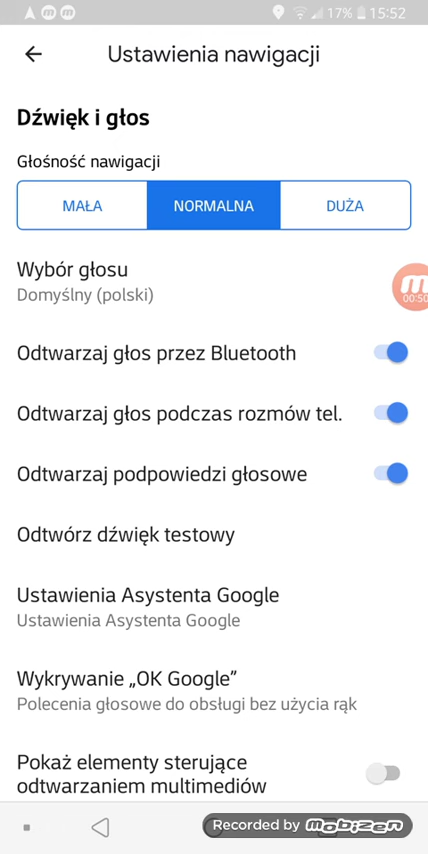 17% 15:52
Ustawienia nawigacji
Dźwięk i głos
Głośność nawigacji
MAŁA NORMALNA DUŻA
Wybór głosu
Domyślny (polski)
00:50
Odtwarzaj głos przez Bluetooth
Odtwarzaj głos podczas rozmów tel.
Odtwarzaj podpowiedzi głosowe
Odtwórz dźwięk testowy
Ustawienia Asystenta Google
Ustawienia Asystenta Google
Wykrywanie „OK Google”
Polecenia głosowe do obsługi bez użycia rąk
Pokaż elementy sterujące
odtwarzaniem multimediów
Recorded by mobizen